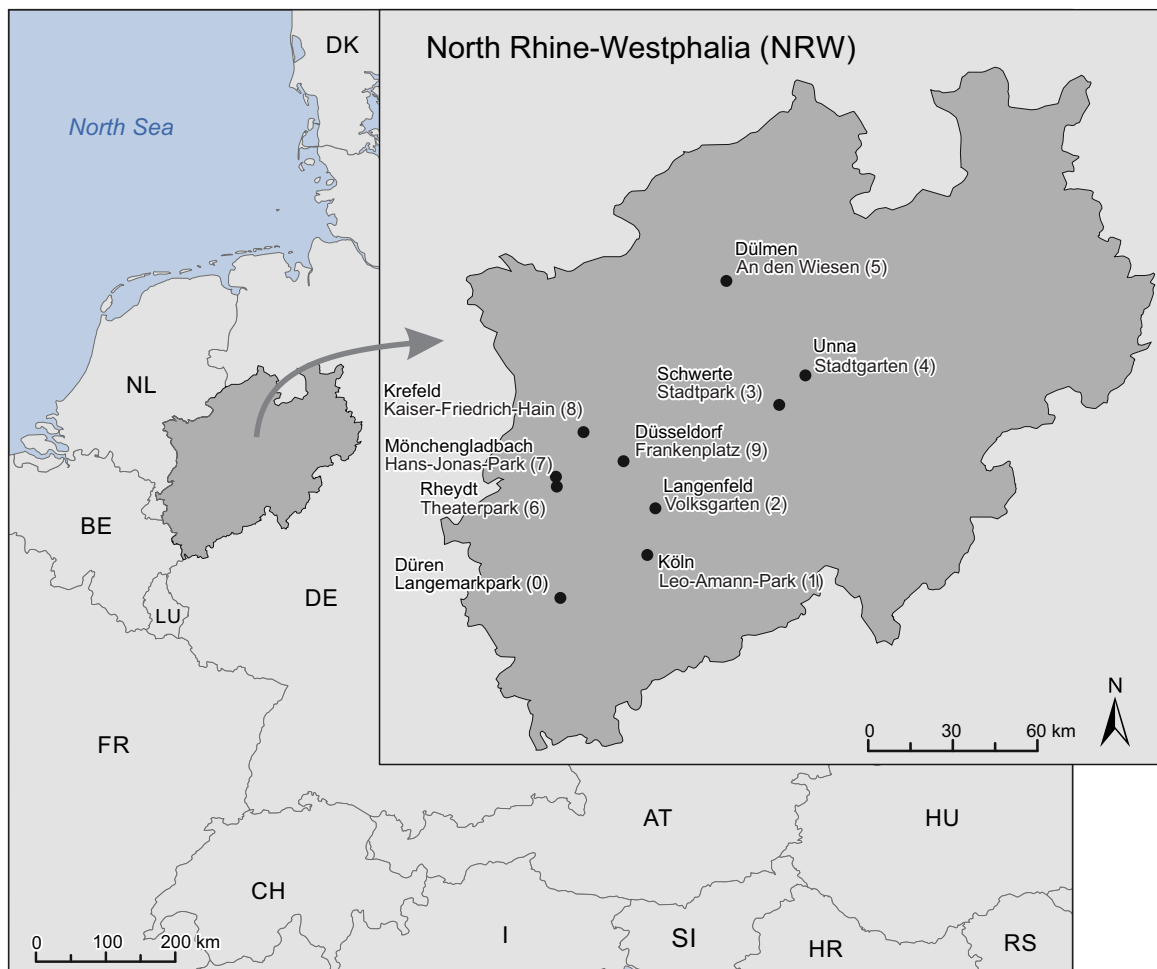 DK
North Sea
NL
BE
LU
DE
FR
CH
AT
HU
I
SI
HR
RS
0 100 200 km
North Rhine-Westphalia (NRW)
Dülmen
An den Wiesen (5)
Unna
Stadtgarten (4)
Schwerte
Stadtpark (3)
Krefeld
Kaiser-Friedrich-Hain (8)
Düsseldorf
Frankenplatz (9)
Mönchengladbach
Hans-Jonas-Park (7)
Rheydt
Theaterpark (6)
Langenfeld
Volksgarten (2)
Köln
Leo-Amann-Park (1)
Düren
Langemarkpark (0)
N
0 30 60 km